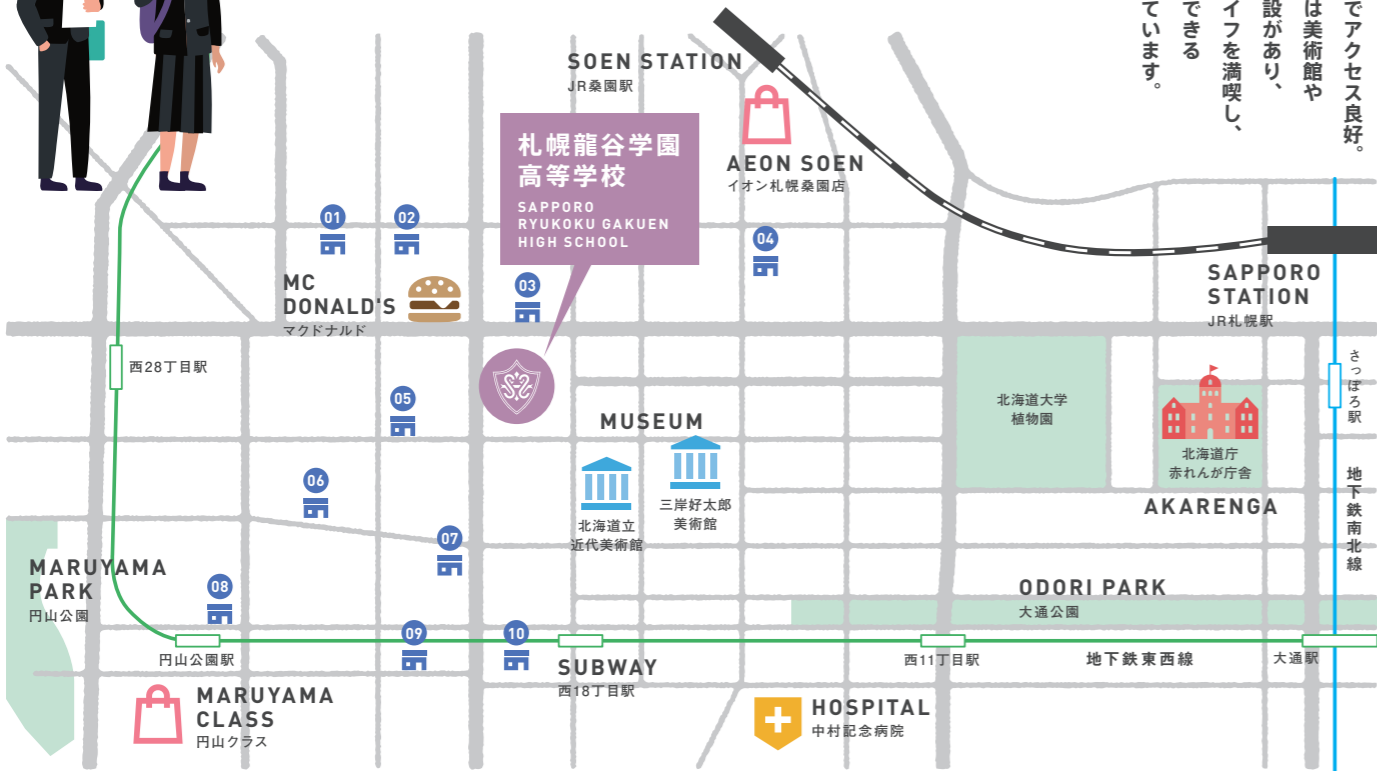 でアクセス良好。
は美術館や
設があり、
イフを満喫し、
できる
ています。
SOEN STATION
JR桑園駅
札幌龍谷学園
高等学校
SAPPORO
RYUKOKU GAKUEN
HIGH SCHOOL
AEON SOEN
イオン札幌桑園店
01
02
03
04
MC
DONALD'S
マクドナルド
SAPPORO
STATION
JR札幌駅
西28丁目駅
さっぽろ駅
05
北海道大学
植物園
MUSEUM
北海道立
近代美術館
三岸好太郎
美術館
北海道庁
赤れんが庁舎
AKARENGA
地下鉄南北線
06
07
MARUYAMA
PARK
円山公園
08
ODORI PARK
大通公園
09
10
円山公園駅
SUBWAY
西18丁目駅
西11丁目駅
地下鉄東西線
大通駅
MARUYAMA
CLASS
円山クラス
HOSPITAL
中村記念病院